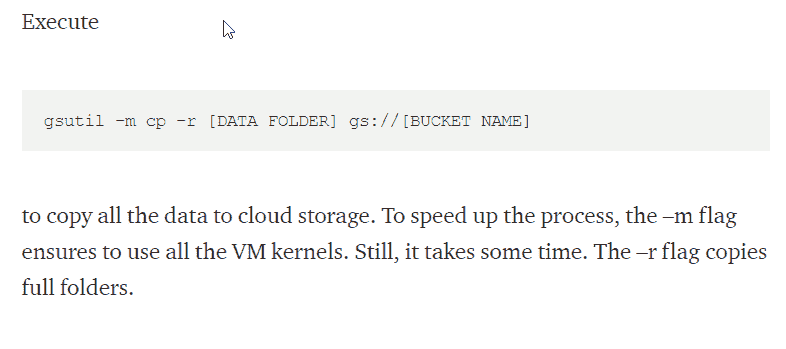 Execute
gsutil -m cp -r [DATA FOLDER] gs://[BUCKET NAME]
to copy all the data to cloud storage. To speed up the process, the –m flag
ensures to use all the VM kernels. Still, it takes some time. The –r flag copies
full folders.